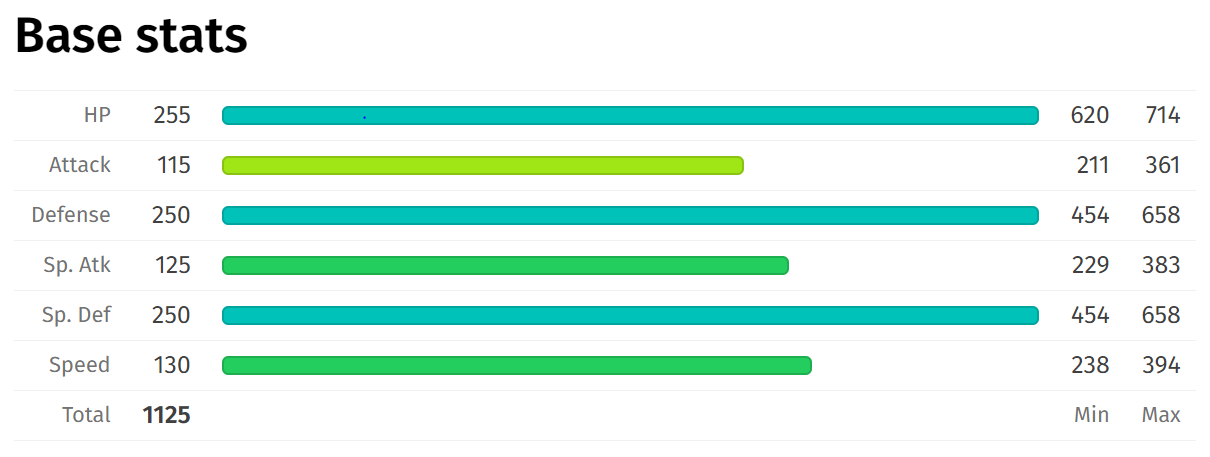 Base stats
HP 255 620 714
Attack 115 211 361
Defense 250 454 658
Sp. Atk 125 229 383
Sp. Def 250 454 658
Speed 130 238 394
Total 1125 Min Max